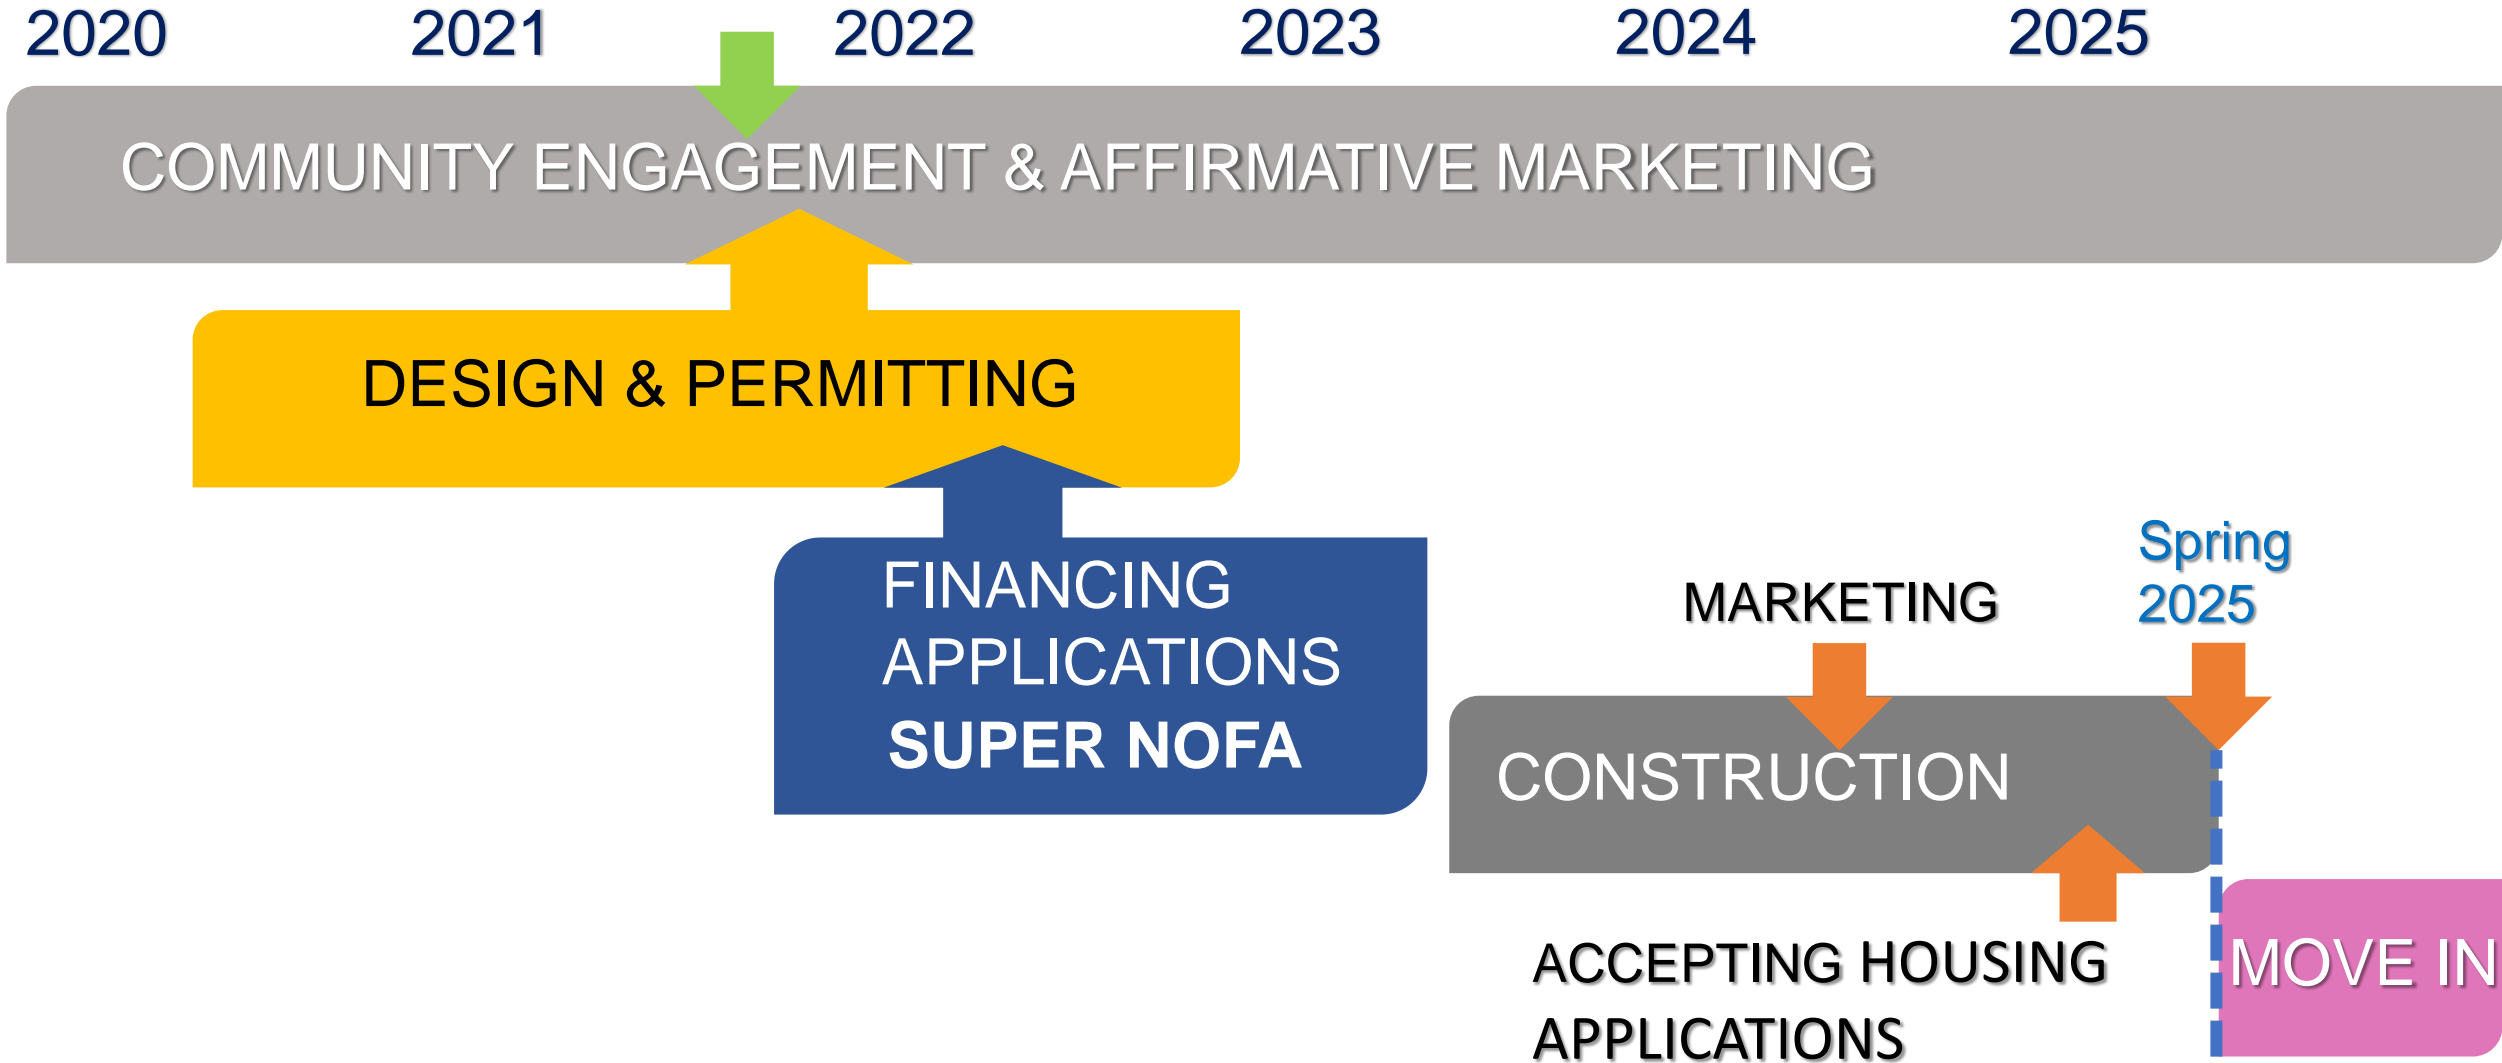 2020 2021 2022 2023 2024 2025
COMMUNITY ENGAGEMENT & AFFIRMATIVE MARKETING
DESIGN & PERMITTING
FINANCING
APPLICATIONS
SUPER NOFA
MARKETING
Spring
2025
CONSTRUCTION
ACCEPTING HOUSING
APPLICATIONS
MOVE IN